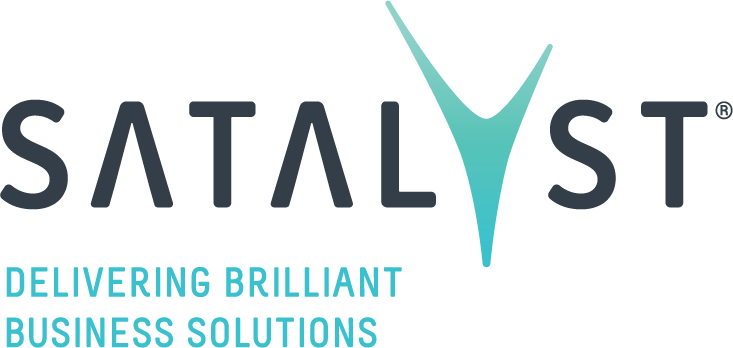 SATALYST®
DELIVERING BRILLIANT
BUSINESS SOLUTIONS